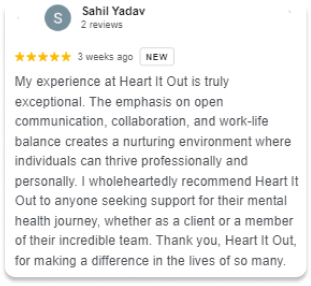 Sahil Yadav
S
2 reviews
3 weeks ago NEW
My experience at Heart It Out is truly
exceptional. The emphasis on open
communication, collaboration, and work-life
balance creates a nurturing environment where
individuals can thrive professionally and
personally. I wholeheartedly recommend Heart It
Out to anyone seeking support for their mental
health journey, whether as a client or a member
of their incredible team. Thank you, Heart It Out,
for making a difference in the lives of so many.